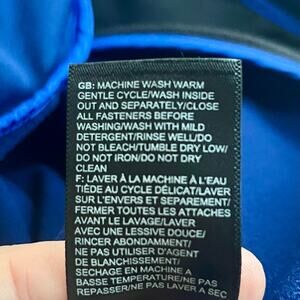 GB: MACHINE WASH WARM
GENTLE CYCLE/WASH INSIDE
OUT AND SEPARATELY/CLOSE
ALL FASTENERS BEFORE
WASHING/WASH WITH MILD
DETERGENT/RINSE WELL/DO
NOT BLEACH/TUMBLE DRY LOW/
DO NOT IRON/DO NOT DRY
CLEAN
F: LAVER À LA MACHINE À L'EAU
TIÈDE AU CYCLE DÉLICAT/LAVER
SUR L'ENVERS ET SEPAREMENT/
FERMER TOUTES LES ATTACHES
AVANT LE LAVAGE/LAVER
AVEC UNE LESSIVE DOUCE/
RINCER ABONDAMMENT/
NE PAS UTILISER D'AGENT
DE BLANCHISSEMENT/
SECHAGE EN MACHINE A
BASSE TEMPERATURE/NE PAS
REPASSER/NE PAS LAVER A SEC